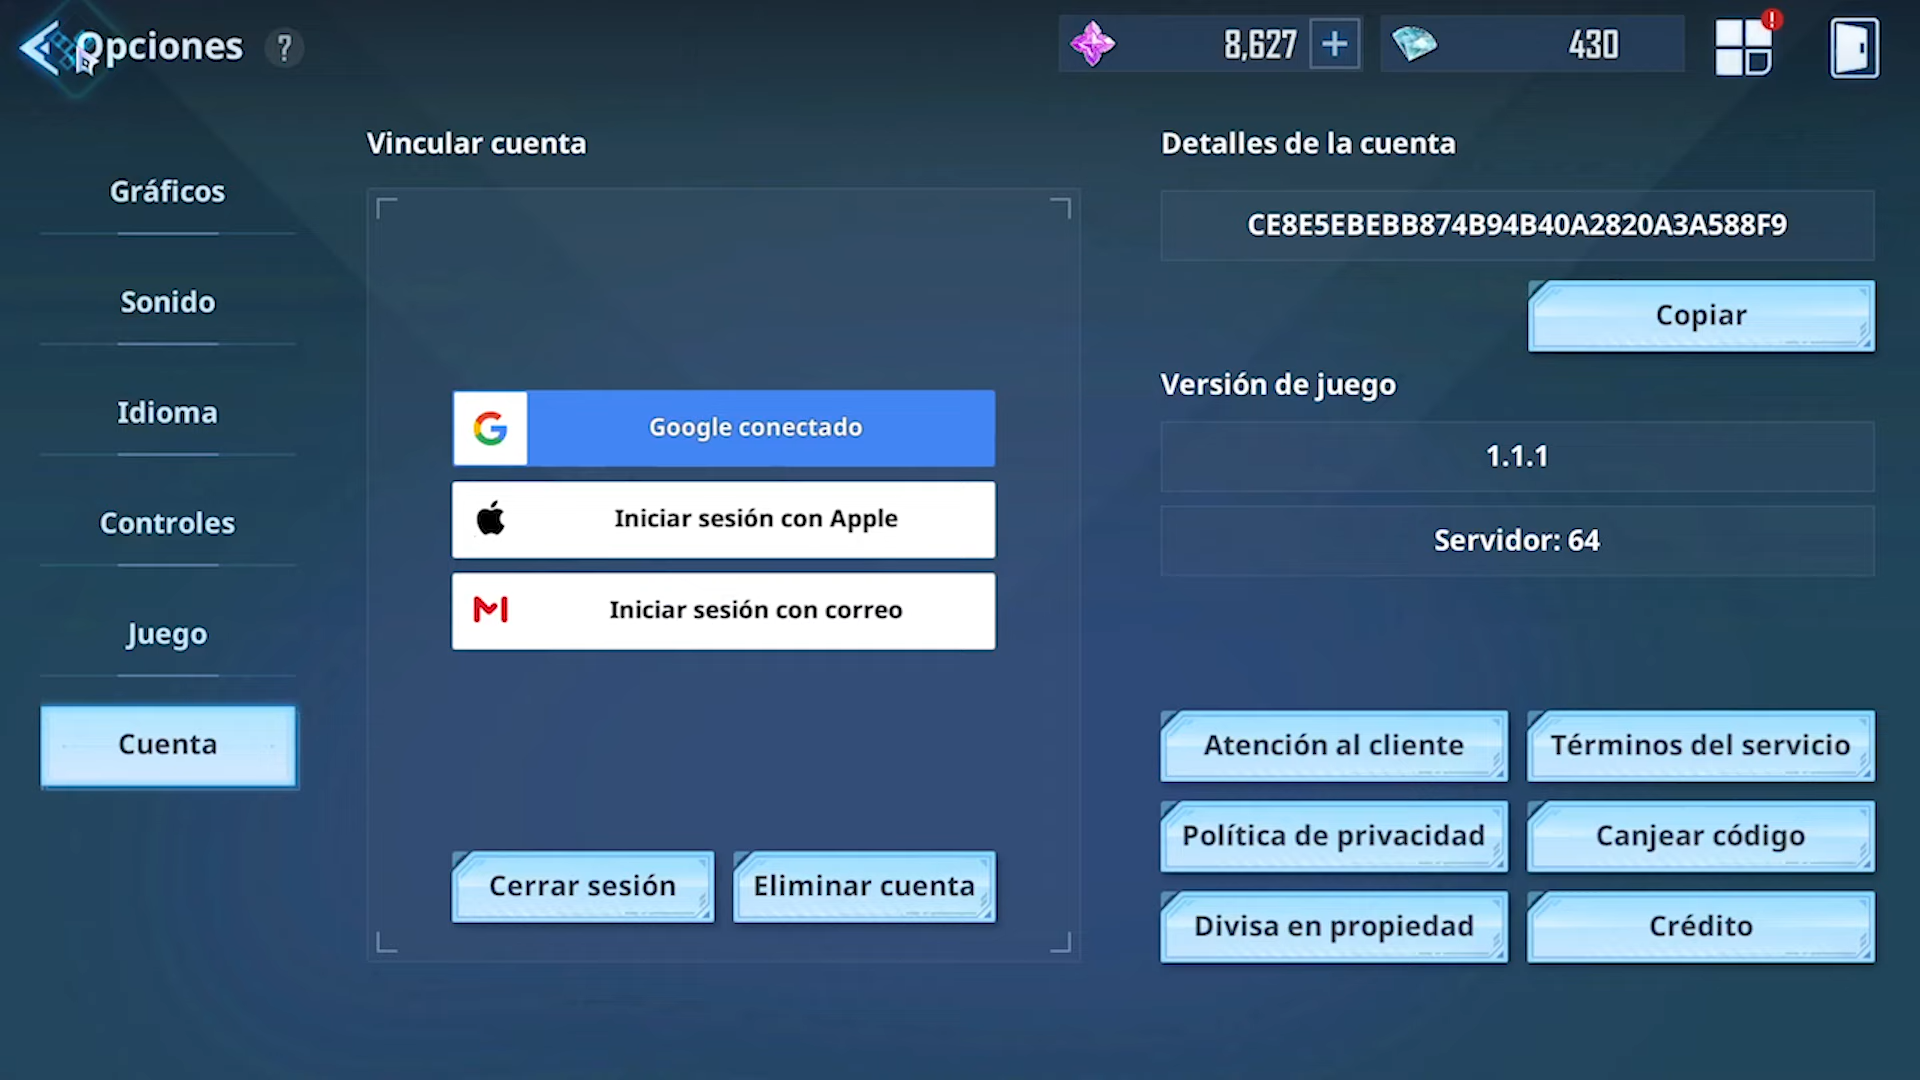 Opciones
?
8,627
430
Gráficos
Sonido
Idioma
Controles
Juego
Cuenta
Vincular cuenta
Google conectado
Iniciar sesión con Apple
Iniciar sesión con correo
Cerrar sesión
Eliminar cuenta
Detalles de la cuenta
CE8E5EBEBB874B94B40A2820A3A588F9
Copiar
Versión de juego
1.1.1
Servidor: 64
Atención al cliente
Términos del servicio
Política de privacidad
Canjear código
Divisa en propiedad
Crédito